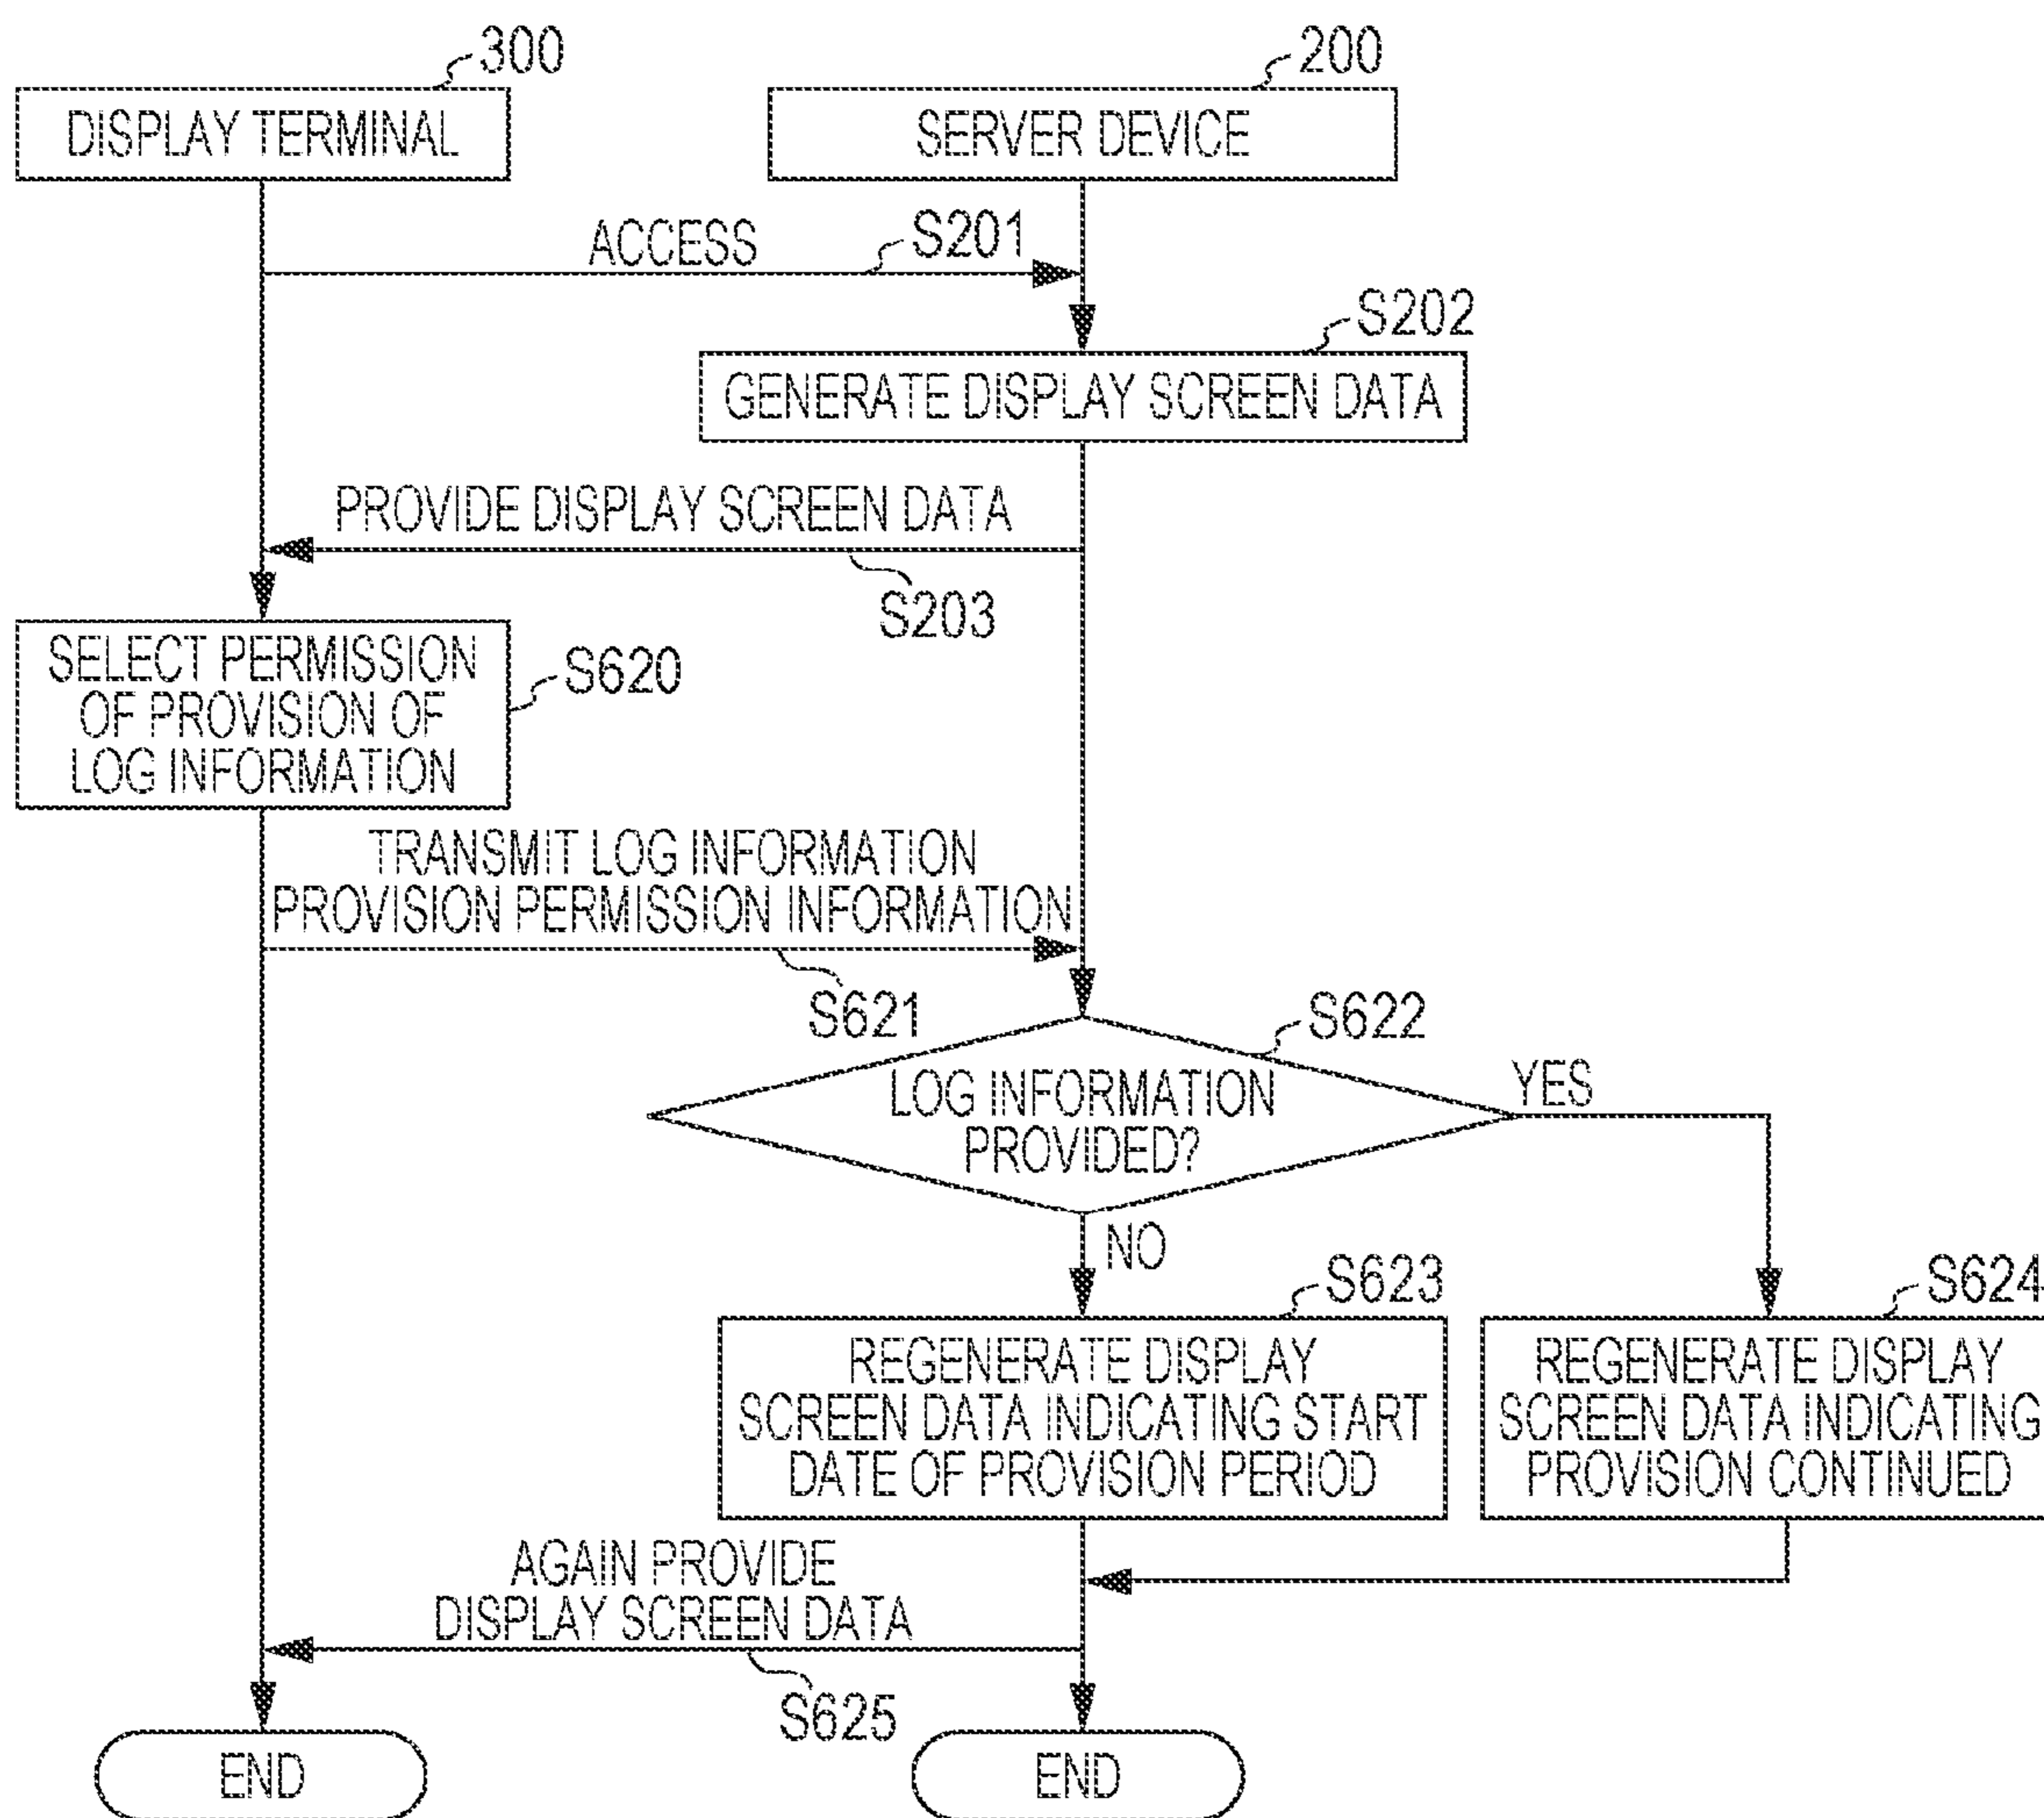 300
200
DISPLAY TERMINAL
SERVER DEVICE
ACCESS
S201
S202
GENERATE DISPLAY SCREEN DATA
PROVIDE DISPLAY SCREEN DATA
S203
SELECT PERMISSION
OF PROVISION OF
LOG INFORMATION
S620
TRANSMIT LOG INFORMATION
PROVISION PERMISSION INFORMATION
S621
S622
LOG INFORMATION
PROVIDED?
YES
NO
S623
S624
REGENERATE DISPLAY
SCREEN DATA INDICATING START
DATE OF PROVISION PERIOD
REGENERATE DISPLAY
SCREEN DATA INDICATING
PROVISION CONTINUED
AGAIN PROVIDE
DISPLAY SCREEN DATA
S625
END
END